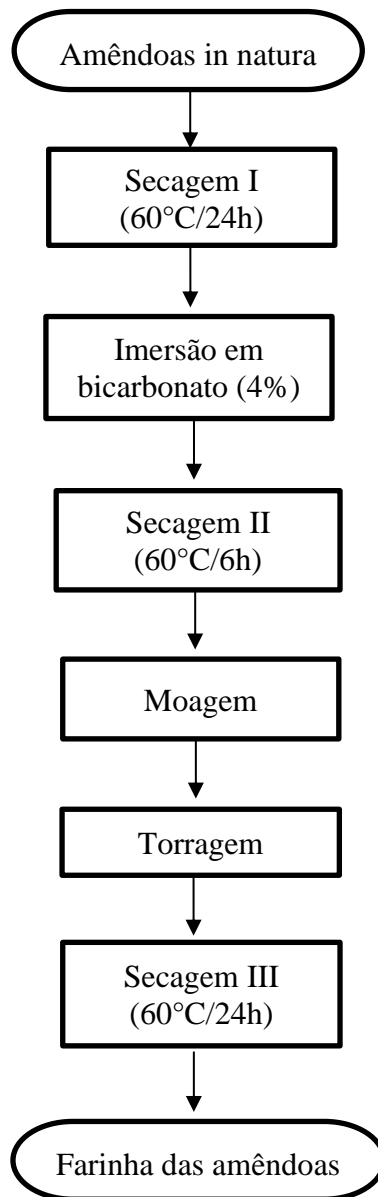 Amêndoas in natura
Secagem I
(60°C/24h)
Imersão em
bicarbonato (4%)
Secagem II
(60°C/6h)
Moagem
Torragem
Secagem III
(60°C/24h)
Farinha das amêndoas